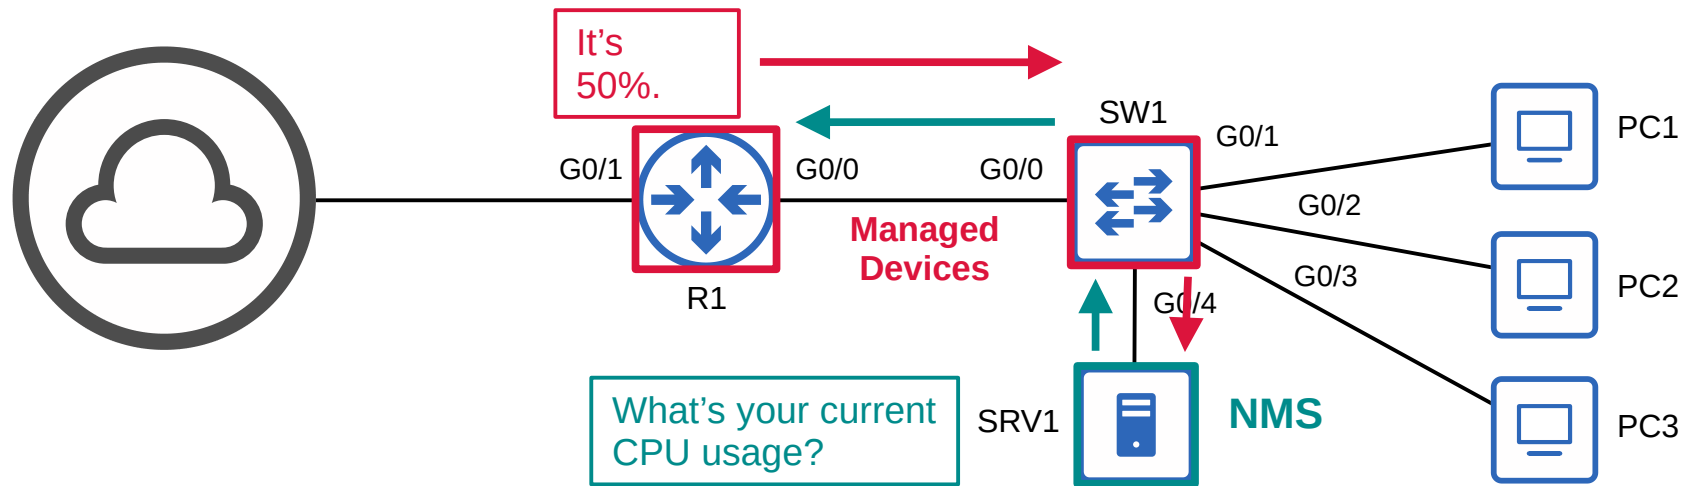 It’s
50%.
SW1
G0/1
PC1
G0/1
G0/0
G0/0
G0/2
Managed
Devices
G0/3
PC2
R1
G0/4
What’s your current
CPU usage?
SRV1
NMS
PC3